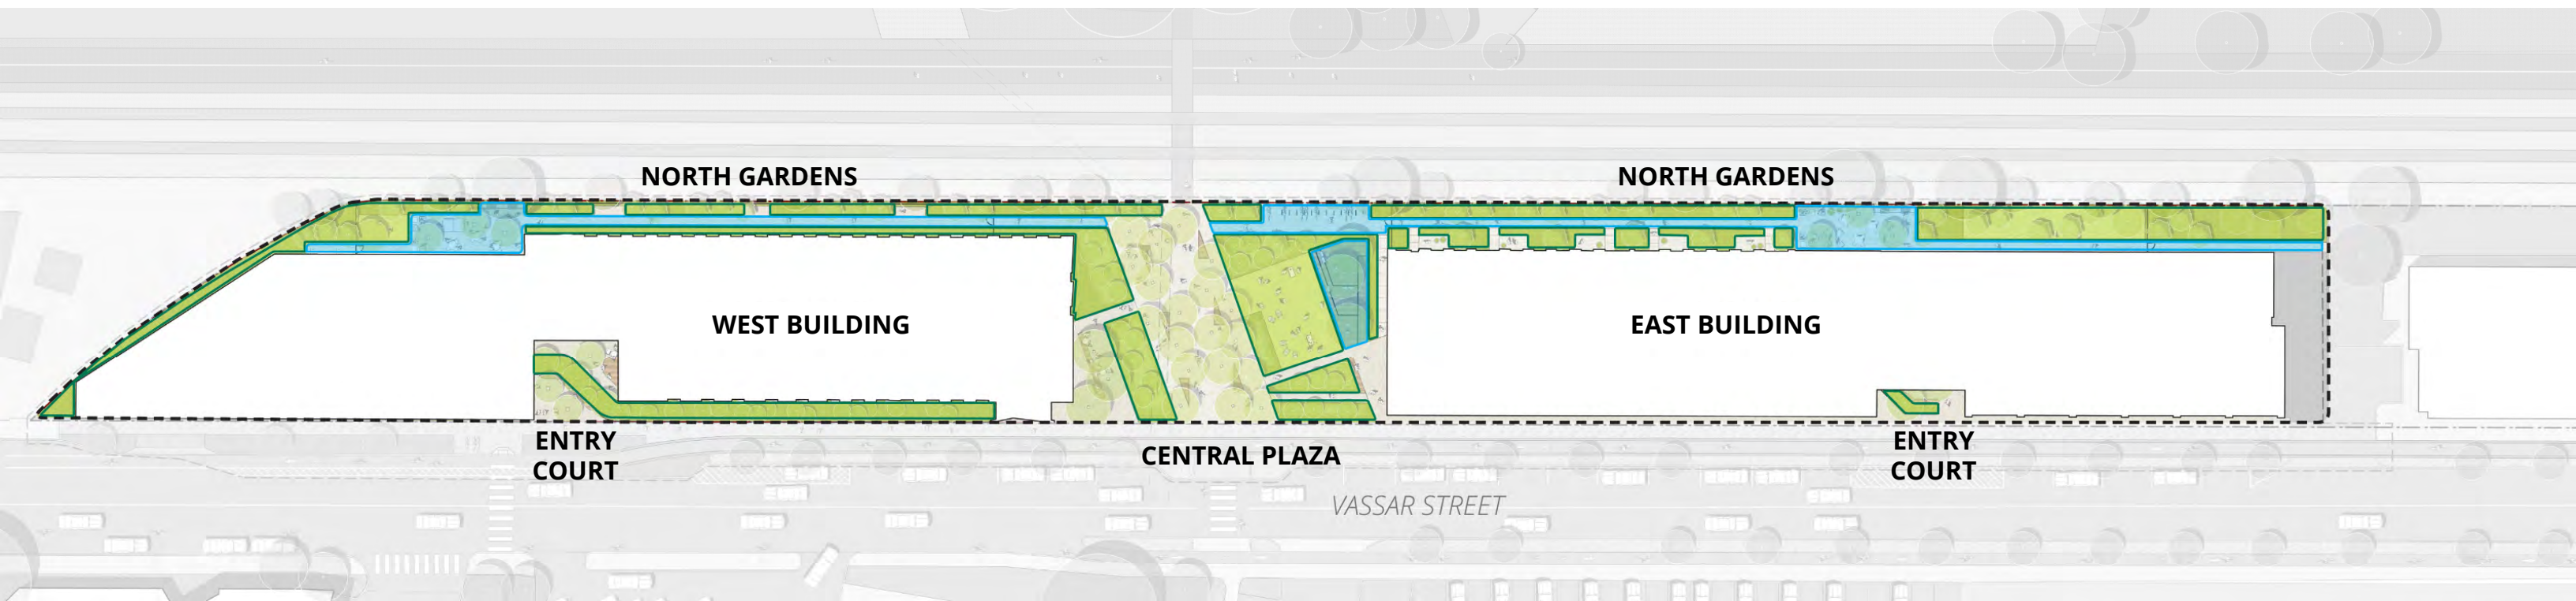 NORTH GARDENS
NORTH GARDENS
WEST BUILDING
EAST BUILDING
ENTRY
COURT
CENTRAL PLAZA
ENTRY
COURT
VASSAR STREET